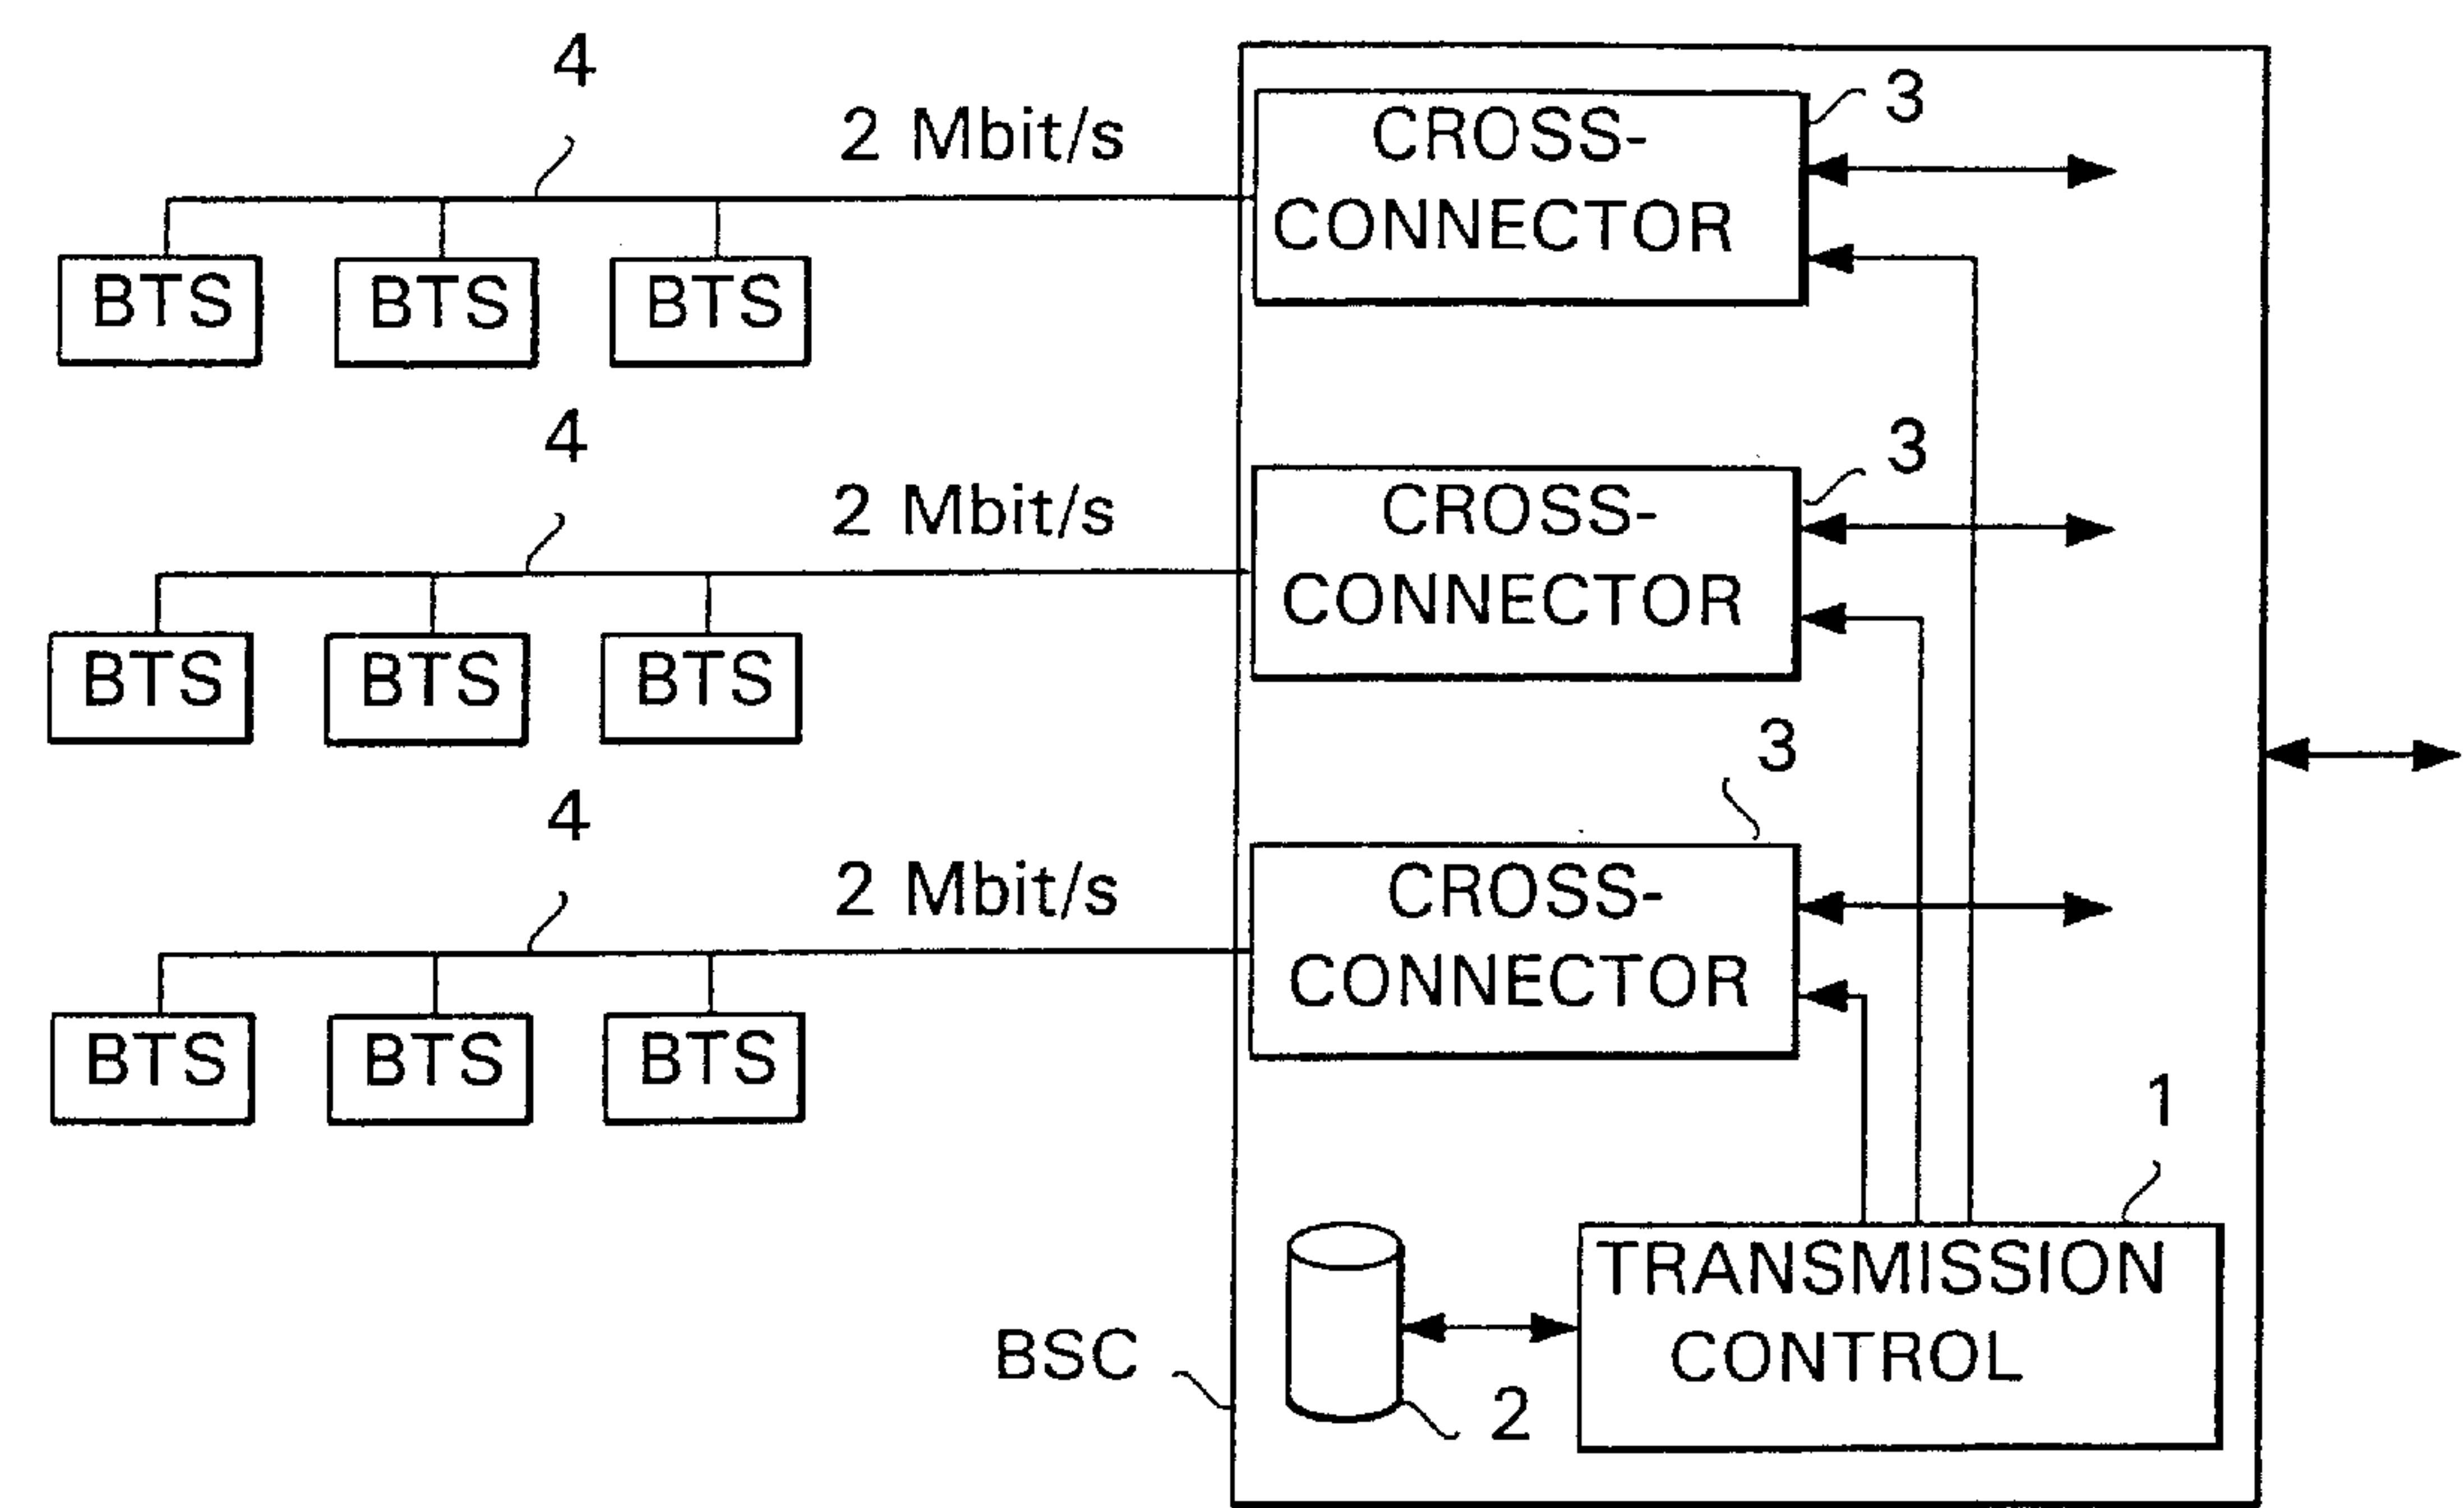 4
2 Mbit/s
CROSS-
CONNECTOR
3
BTS BTS BTS
4
2 Mbit/s
CROSS-
CONNECTOR
3
BTS BTS BTS
4
2 Mbit/s
CROSS-
CONNECTOR
3
BTS BTS BTS
1
TRANSMISSION
CONTROL
BSC
2